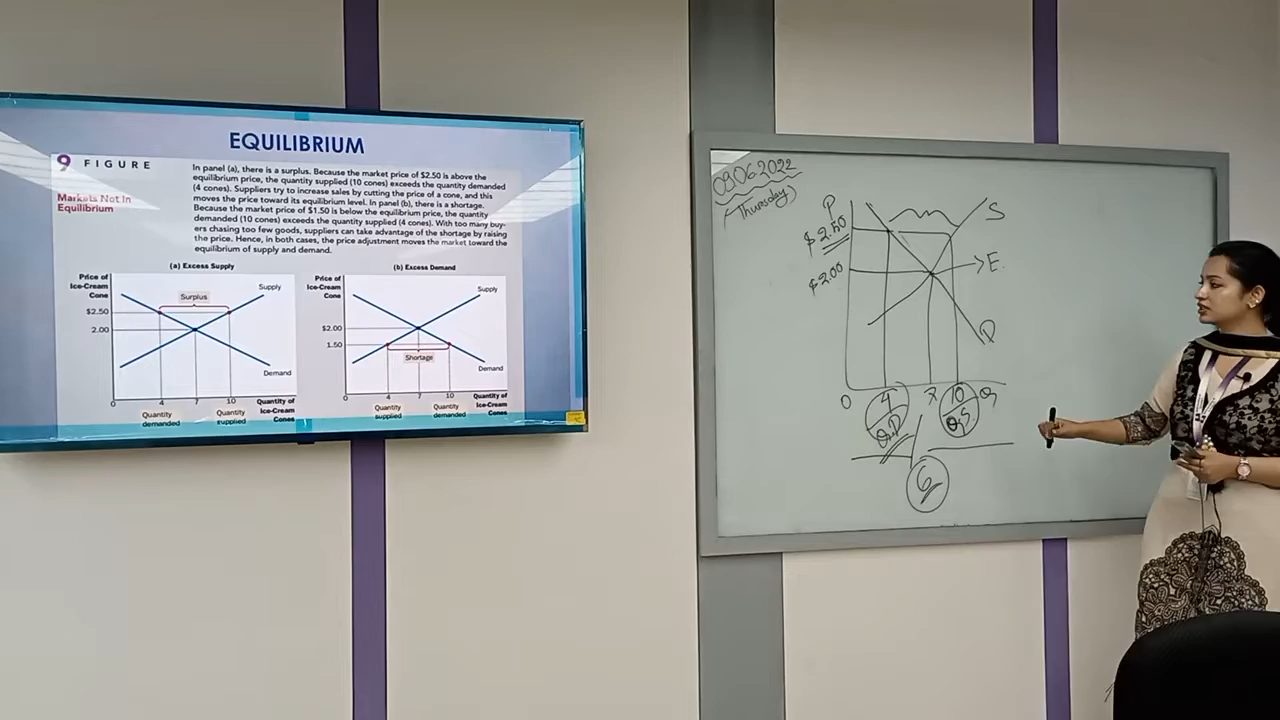 EQUILIBRIUM
9 FIGURE
Markets Not in
Equilibrium
In panel (a), there is a surplus. Because the market price of $2.50 is above the
equilibrium price, the quantity supplied (10 cones) exceeds the quantity demanded
(4 cones). Suppliers try to increase sales by cutting the price of a cone, and this
moves the price toward its equilibrium level. In panel (b), there is a shortage.
Because the market price of $1.50 is below the equilibrium price, the quantity
demanded (10 cones) exceeds the quantity supplied (4 cones). With too many buy-
ers chasing too few goods, suppliers can take advantage of the shortage by raising
the price. Hence, in both cases, the price adjustment moves the market toward the
equilibrium of supply and demand.
(a) Excess Supply
Price of
Ice-Cream
Cone
$2.50
2.00
Surplus
Supply
Demand
0 4 7 10
Quantity
demanded
Quantity
supplied
Quantity of
Ice-Cream
Cones
(b) Excess Demand
Price of
Ice-Cream
Cone
$2.00
1.50
Supply
Shortage
Demand
0 4 7 10
Quantity
supplied
Quantity
demanded
Quantity of
Ice-Cream
Cones
09.06.2022
(Thursday)
P
$2.50
$2.00
S
E
D
0 4 7 10 Q
QD
QS
6